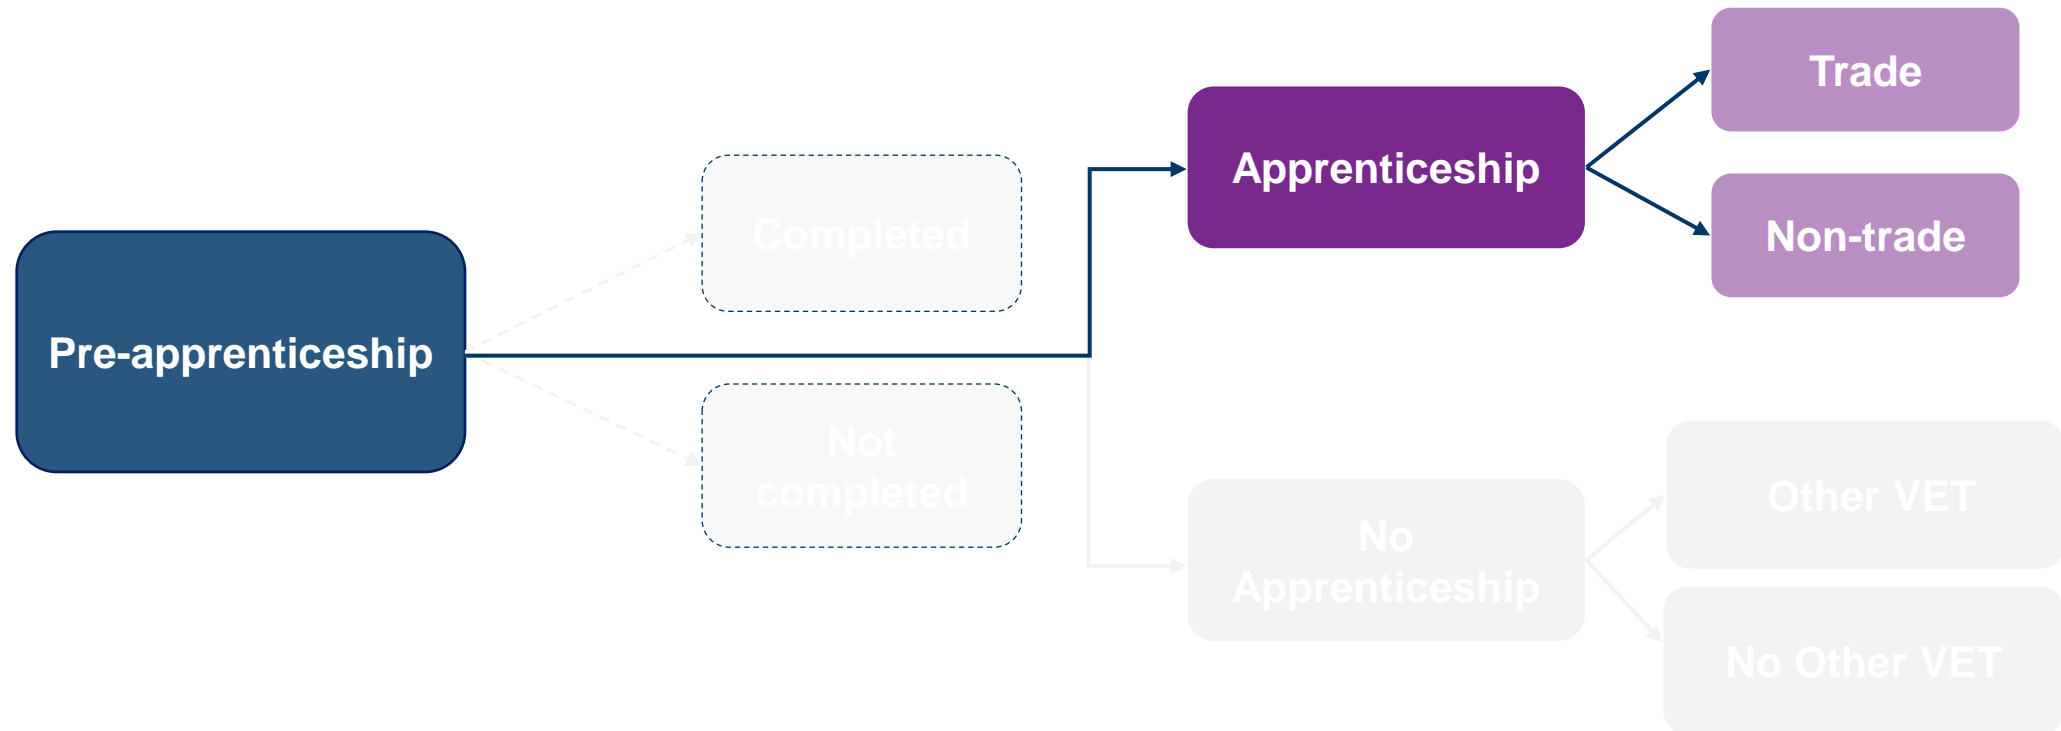 Pre-apprenticeship
Completed
Not
completed
Apprenticeship
Trade
Non-trade
No
Apprenticeship
Other VET
No Other VET